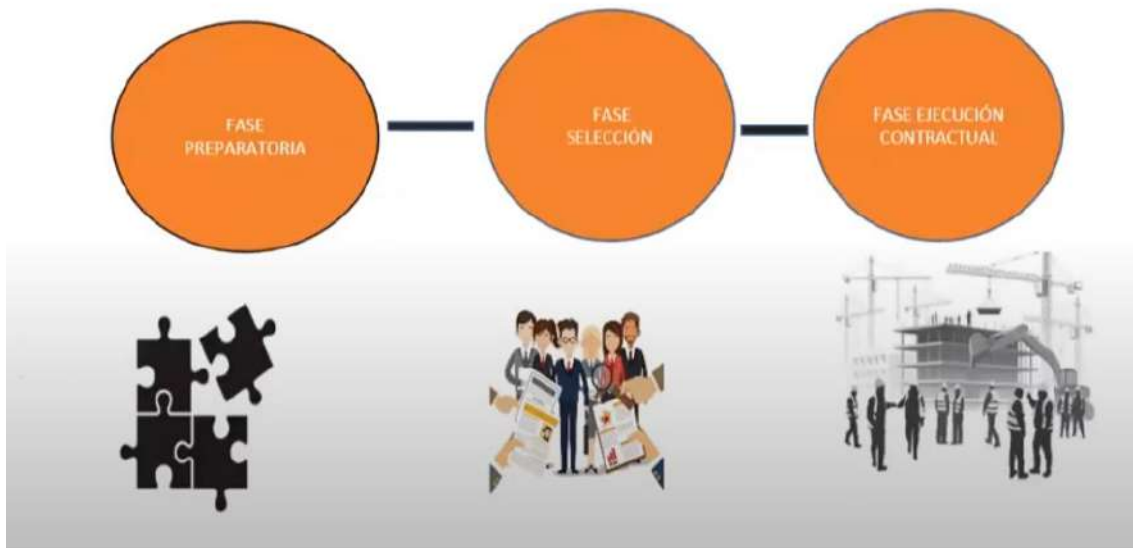 FASE
PREPARATORIA
FASE
SELECCIÓN
FASE EJECUCIÓN
CONTRACTUAL